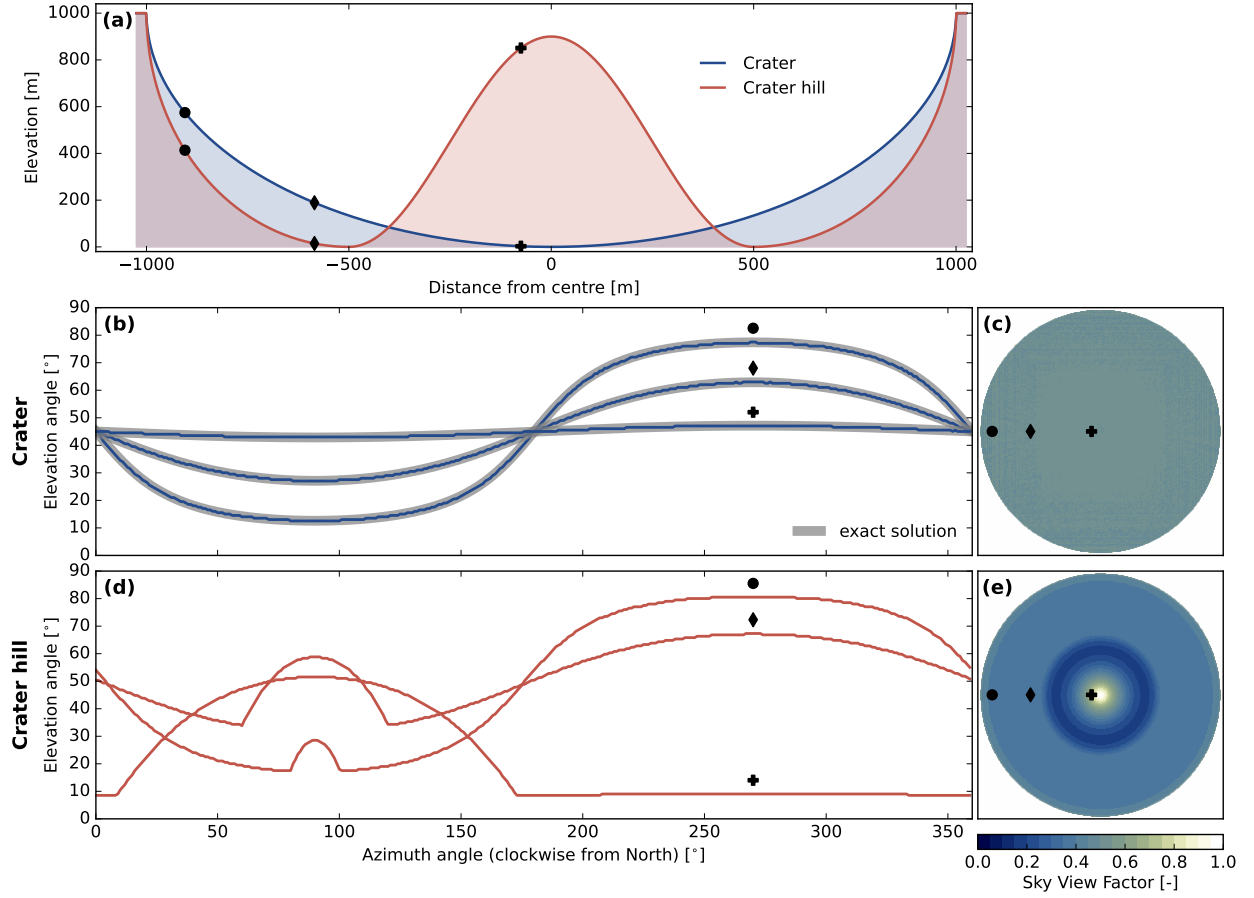 (a)
1000
800
600
400
200
0
Elevation [m]
Crater
Crater hill
−1000
−500
0
500
1000
Distance from centre [m]
Crater
(b)
90
80
70
60
50
40
30
20
10
0
Elevation angle [°]
exact solution
(c)
Crater hill
(d)
90
80
70
60
50
40
30
20
10
0
Elevation angle [°]
0
50
100
150
200
250
300
350
Azimuth angle (clockwise from North) [°]
(e)
0.0
0.2
0.4
0.6
0.8
1.0
Sky View Factor [-]